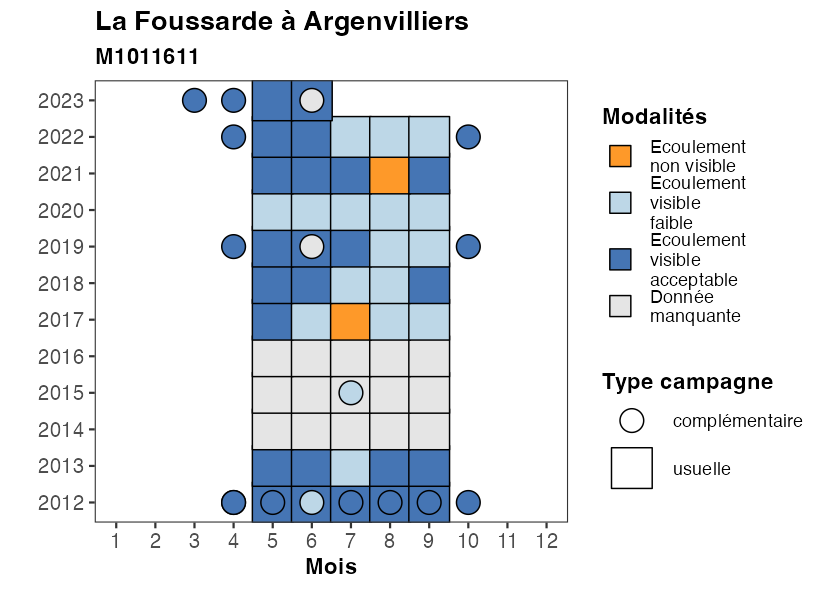 La Foussarde à Argenvilliers
M1011611
2023
2022
2021
2020
2019
2018
2017
2016
2015
2014
2013
2012
1 2 3 4 5 6 7 8 9 10 11 12
Mois
Modalités
Ecoulement
non visible
Ecoulement
visible
faible
Ecoulement
visible
acceptable
Donnée
manquante
Type campagne
complémentaire
usuelle